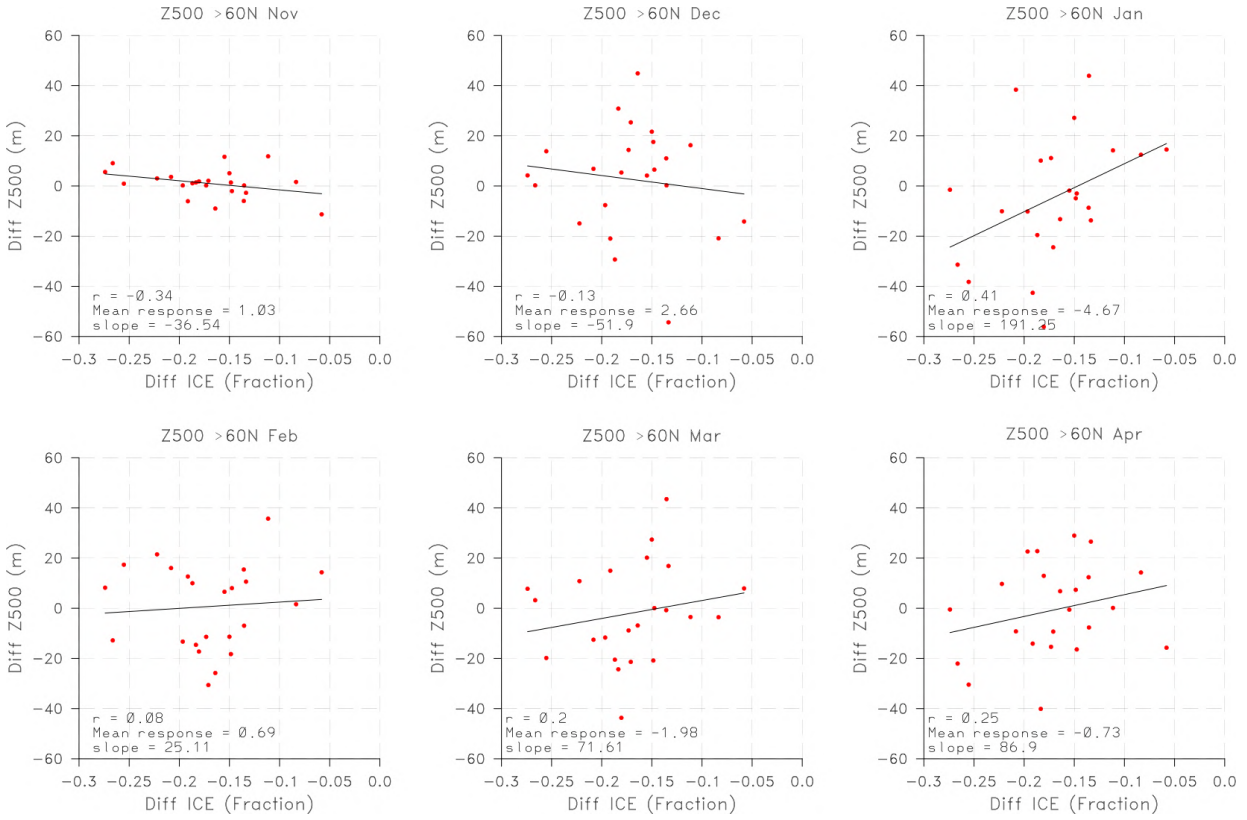 Z500 >60N Nov
60
40
20
0
−20
−40
−60
Diff Z500 (m)
r = −0.34
Mean response = 1.03
slope = −36.54
−0.3 −0.25 −0.2 −0.15 −0.1 −0.05 0.0
Diff ICE (Fraction)
Z500 >60N Dec
60
40
20
0
−20
−40
−60
Diff Z500 (m)
r = −0.13
Mean response = 2.66
slope = −51.9
−0.3 −0.25 −0.2 −0.15 −0.1 −0.05 0.0
Diff ICE (Fraction)
Z500 >60N Jan
60
40
20
0
−20
−40
−60
Diff Z500 (m)
r = 0.41
Mean response = −4.67
slope = 191.25
−0.3 −0.25 −0.2 −0.15 −0.1 −0.05 0.0
Diff ICE (Fraction)
Z500 >60N Feb
60
40
20
0
−20
−40
−60
Diff Z500 (m)
r = 0.08
Mean response = 0.69
slope = 25.11
−0.3 −0.25 −0.2 −0.15 −0.1 −0.05 0.0
Diff ICE (Fraction)
Z500 >60N Mar
60
40
20
0
−20
−40
−60
Diff Z500 (m)
r = 0.2
Mean response = −1.98
slope = 71.61
−0.3 −0.25 −0.2 −0.15 −0.1 −0.05 0.0
Diff ICE (Fraction)
Z500 >60N Apr
60
40
20
0
−20
−40
−60
Diff Z500 (m)
r = 0.25
Mean response = −0.73
slope = 86.9
−0.3 −0.25 −0.2 −0.15 −0.1 −0.05 0.0
Diff ICE (Fraction)